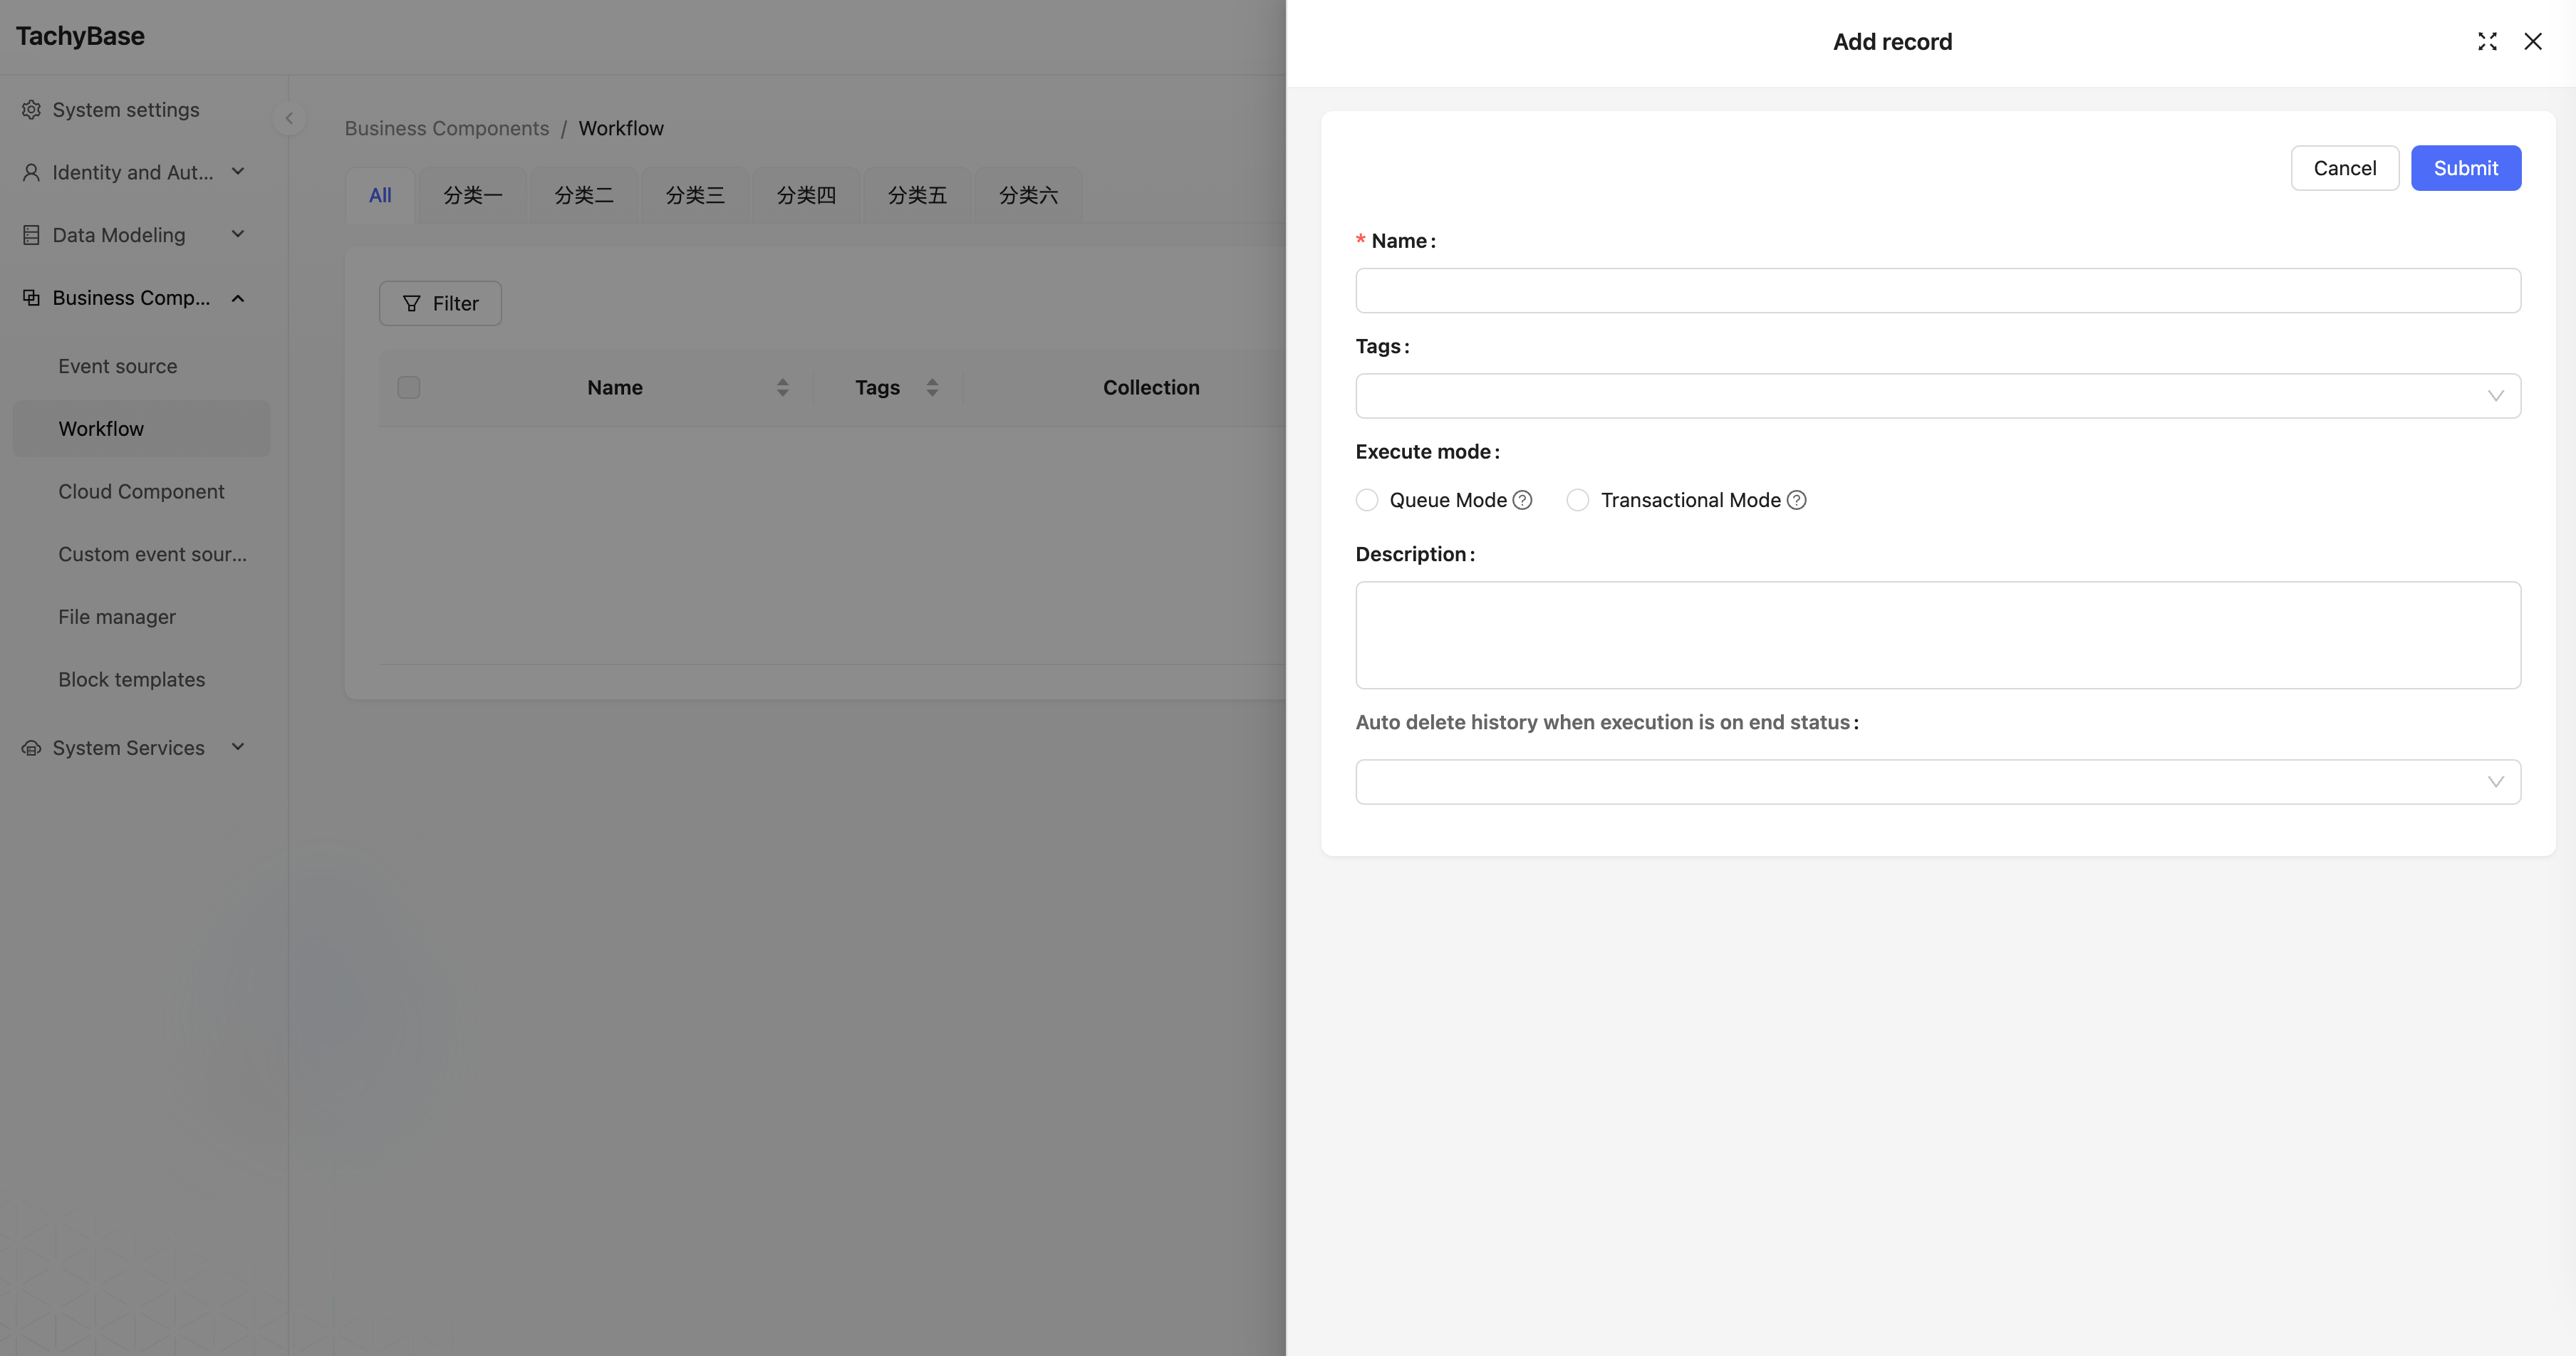 TachyBase
System settings
Identity and Aut...
Data Modeling
Business Comp...
Event source
Workflow
Cloud Component
Custom event sour...
File manager
Block templates
System Services
Business Components / Workflow
All 分类一 分类二 分类三 分类四 分类五 分类六
Filter
Name Tags Collection
Add record
Cancel Submit
* Name:
Tags:
Execute mode:
Queue Mode Transactional Mode
Description:
Auto delete history when execution is on end status: